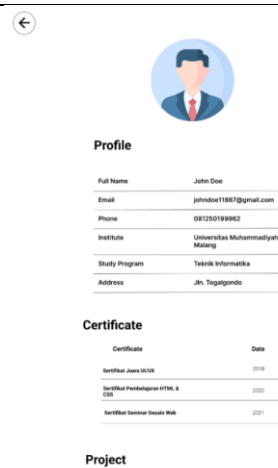 Profile
Full Name John Doe
Email johndoe11867@gmail.com
Phone 081250199962
Institute Universitas Muhammadiyah
Malang
Study Program Teknik Informatika
Address Jln. Tegalgondo
Certificate
Certificate Date
Sertifikat Juara UI/UX 2019
Sertifikat Pembelajaran HTML &
CSS 2020
Sertifikat Seminar Desain Web 2021
Project